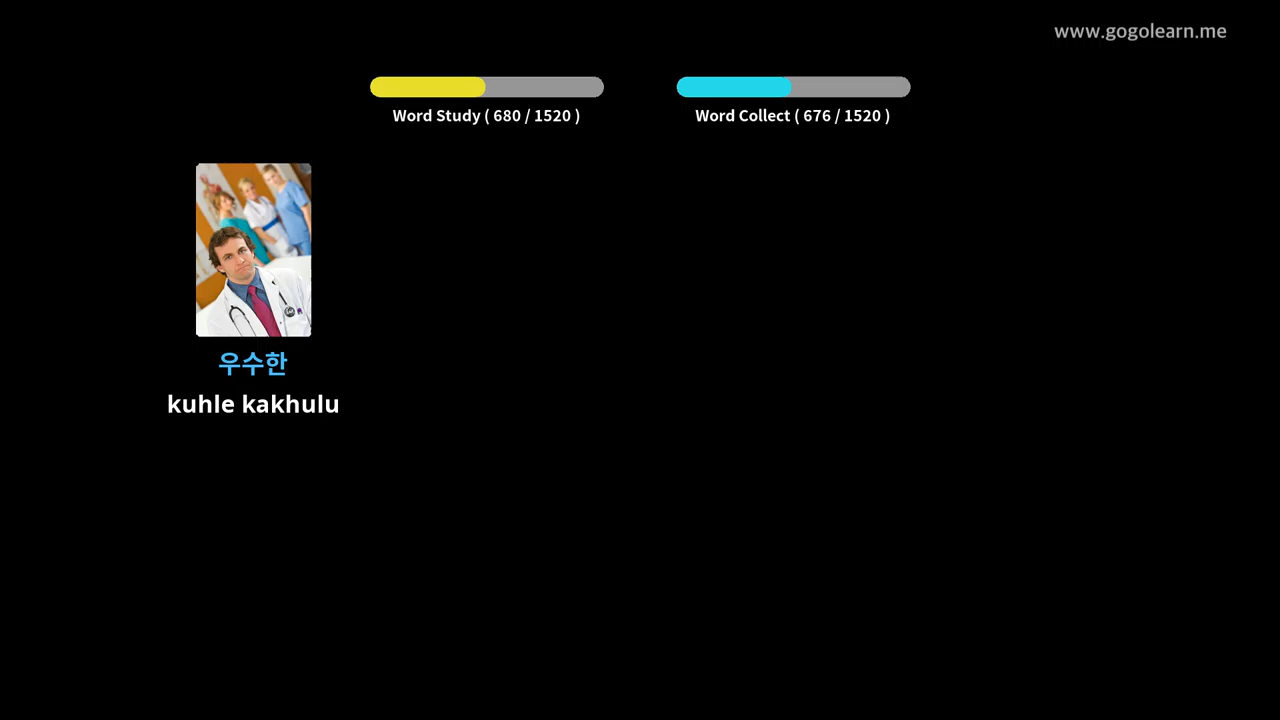 www.gogolearn.me
Word Study ( 680 / 1520 )
Word Collect ( 676 / 1520 )
우수한
kuhle kakhulu